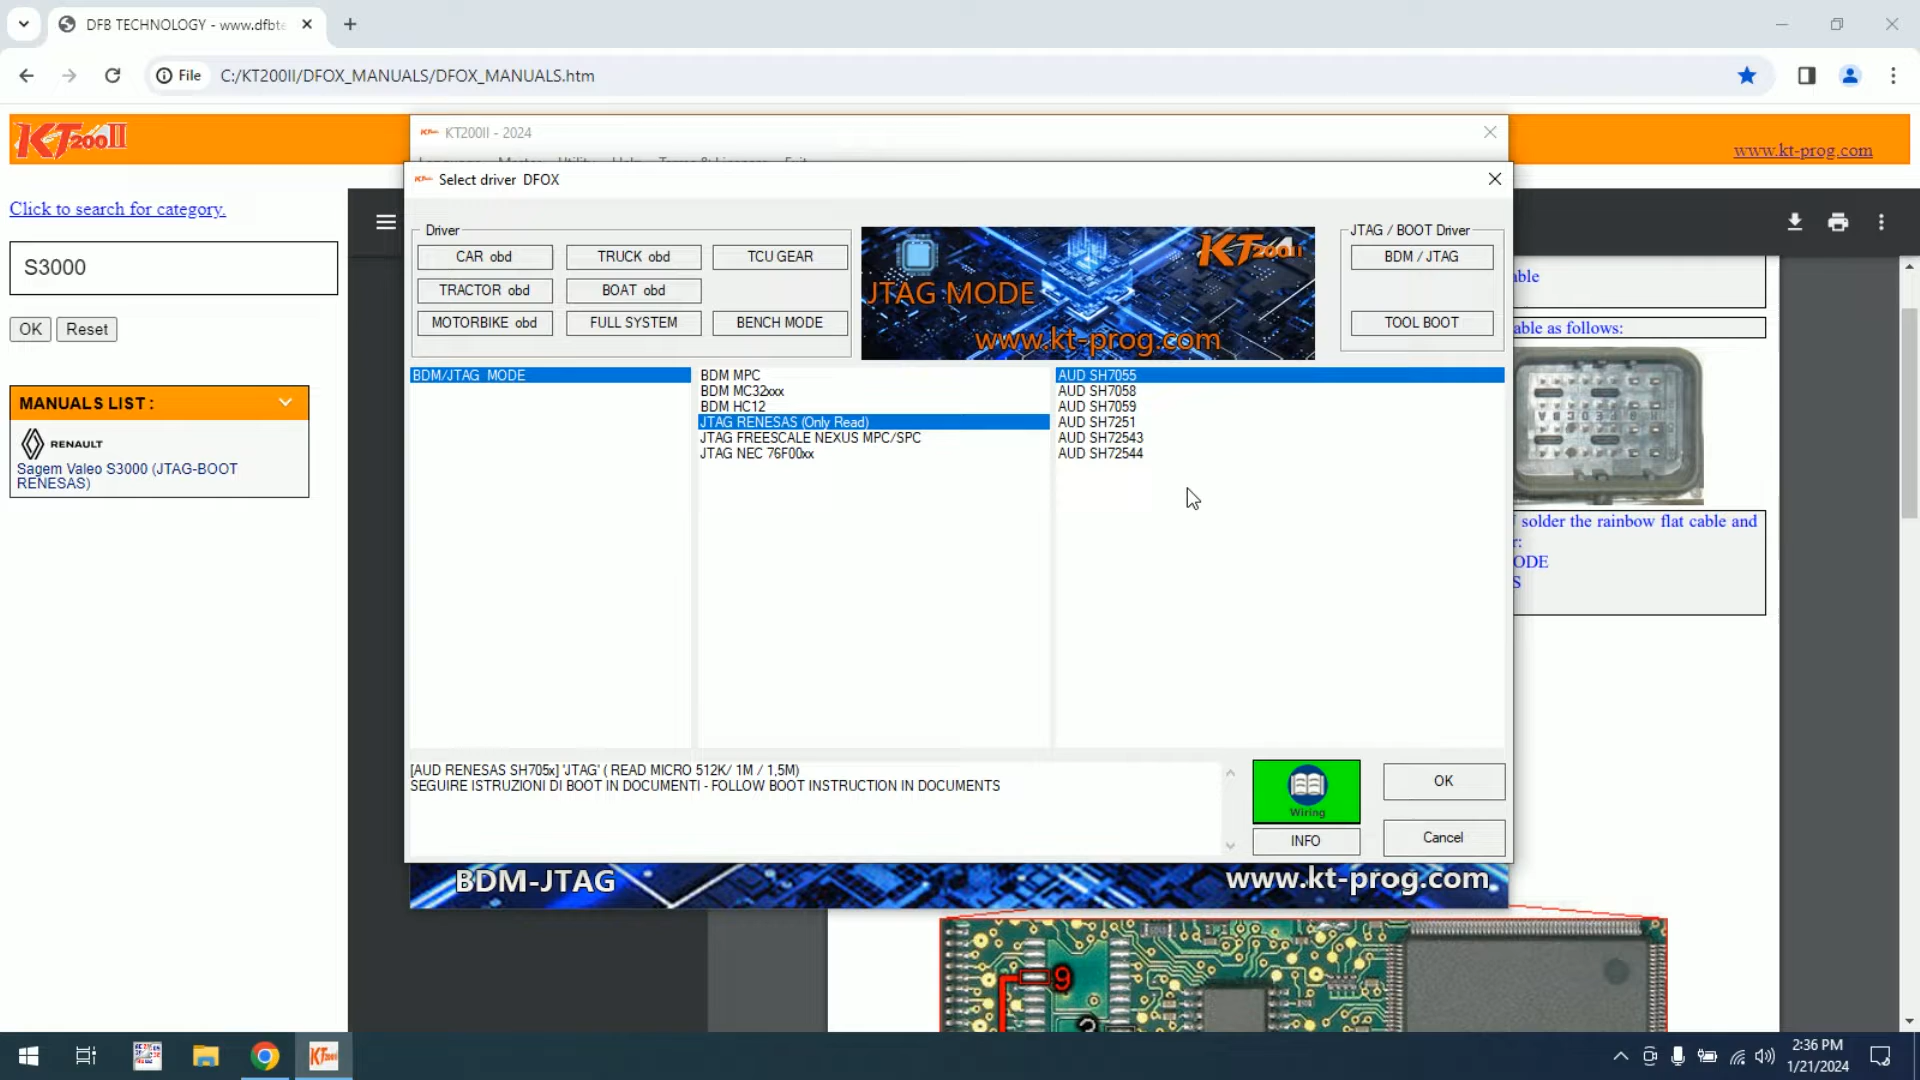 DFB TECHNOLOGY - www.dfbte
File
C:/KT200II/DFOX_MANUALS/DFOX_MANUALS.htm
KT200II
www.kt-prog.com
Click to search for category.
S3000
OK
Reset
MANUALS LIST :
RENAULT
Sagem Valeo S3000 (JTAG-BOOT
RENESAS)
KT200II - 2024
Select driver DFOX
Driver
CAR obd
TRUCK obd
TCU GEAR
TRACTOR obd
BOAT obd
MOTORBIKE obd
FULL SYSTEM
BENCH MODE
KT200II
JTAG MODE
www.kt-prog.com
JTAG / BOOT Driver
BDM / JTAG
TOOL BOOT
BDM/JTAG MODE
BDM MPC
BDM MC32xxx
BDM HC12
JTAG RENESAS (Only Read)
JTAG FREESCALE NEXUS MPC/SPC
JTAG NEC 76F00xx
AUD SH7055
AUD SH7058
AUD SH7059
AUD SH7251
AUD SH72543
AUD SH72544
[AUD RENESAS SH705x] 'JTAG' ( READ MICRO 512K/ 1M / 1,5M)
SEGUIRE ISTRUZIONI DI BOOT IN DOCUMENTI - FOLLOW BOOT INSTRUCTION IN DOCUMENTS
Wiring
INFO
OK
Cancel
able as follows:
solder the rainbow flat cable and
BDM-JTAG
www.kt-prog.com
9
2:36 PM
1/21/2024